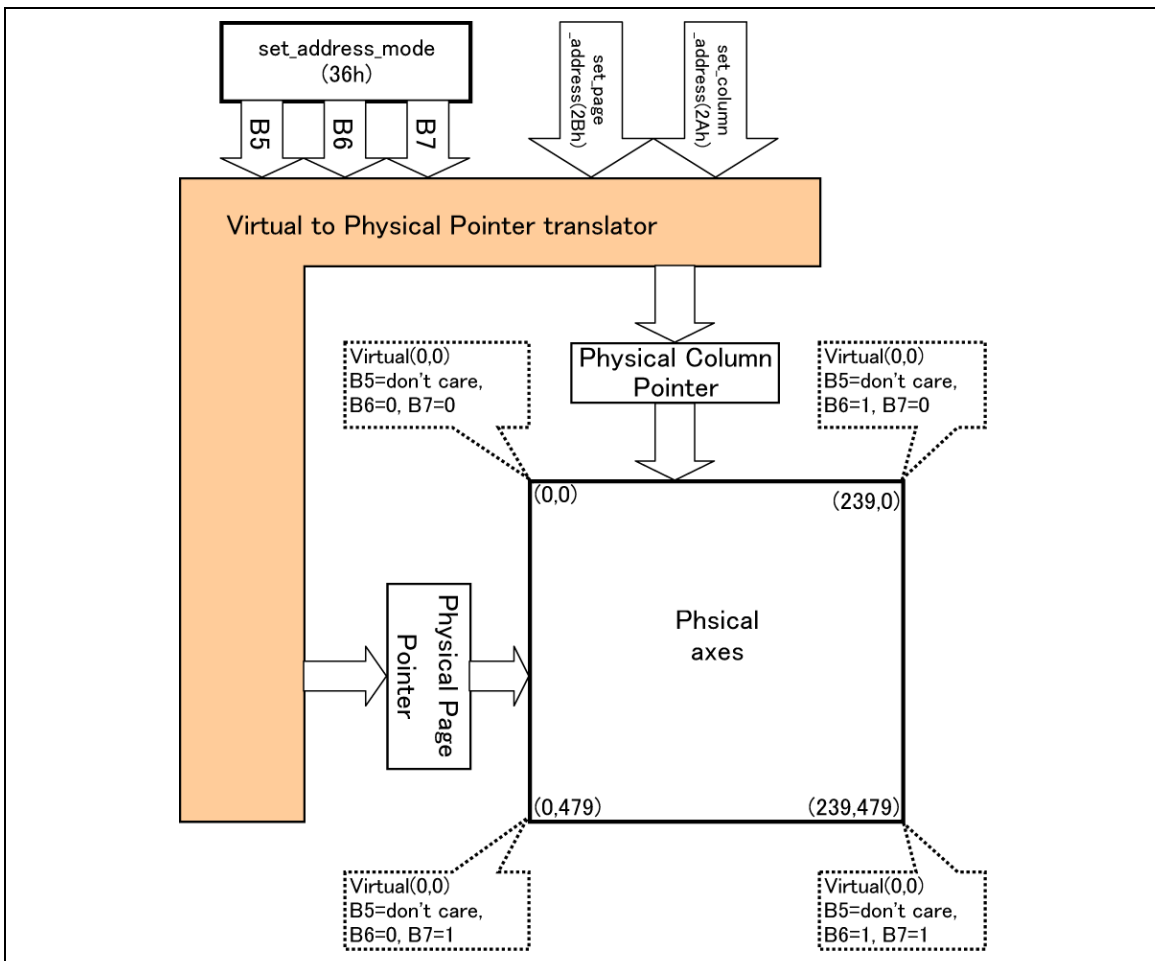 set_address_mode
(36h)
set_page
_address(2Bh)
set_column
_address(2Ah)
B5
B6
B7
Virtual to Physical Pointer translator
Virtual(0,0)
B5=don't care,
B6=0, B7=0
Physical Column
Pointer
Virtual(0,0)
B5=don't care,
B6=1, B7=0
(0,0)
(239,0)
Physical Page
Pointer
Phsical
axes
(0,479)
(239,479)
Virtual(0,0)
B5=don't care,
B6=0, B7=1
Virtual(0,0)
B5=don't care,
B6=1, B7=1